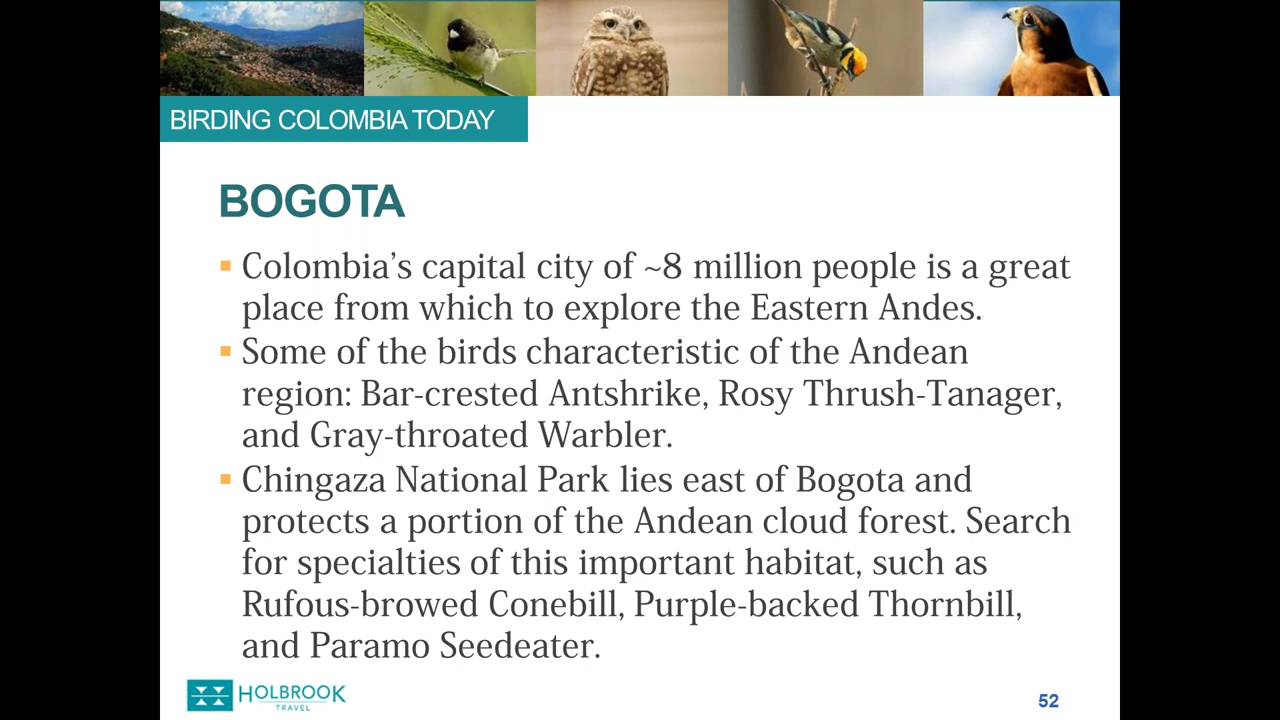 BIRDING COLOMBIA TODAY
BOGOTA
▪ Colombia’s capital city of ~8 million people is a great
place from which to explore the Eastern Andes.
▪ Some of the birds characteristic of the Andean
region: Bar-crested Antshrike, Rosy Thrush-Tanager,
and Gray-throated Warbler.
▪ Chingaza National Park lies east of Bogota and
protects a portion of the Andean cloud forest. Search
for specialties of this important habitat, such as
Rufous-browed Conebill, Purple-backed Thornbill,
and Paramo Seedeater.
HOLBROOK
TRAVEL
52